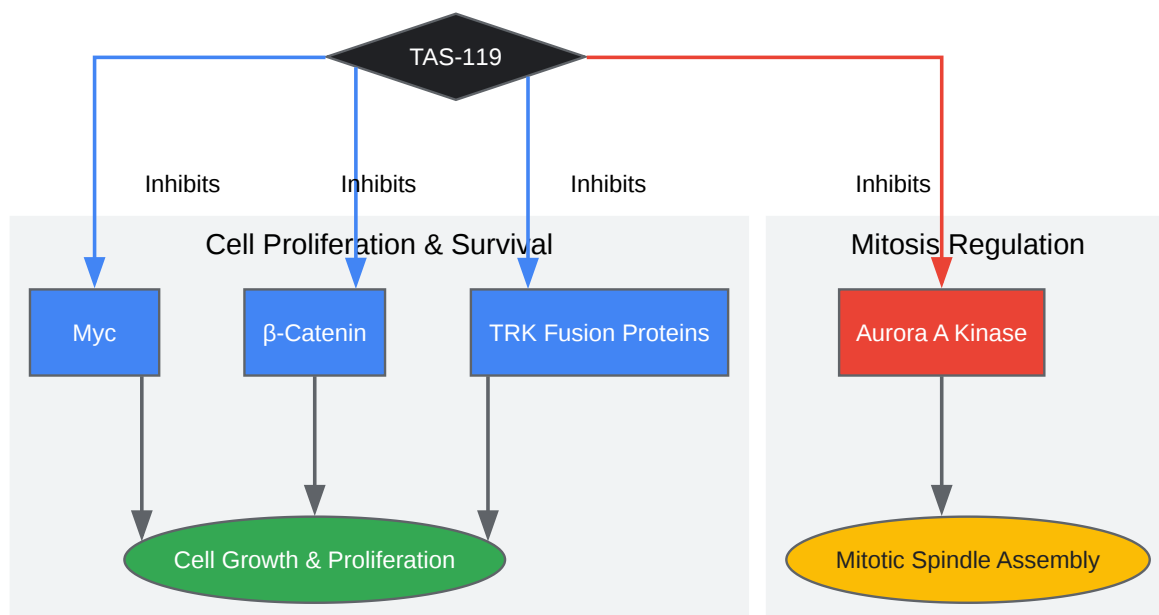 TAS-119
Inhibits
Inhibits
Inhibits
Inhibits
Cell Proliferation & Survival
Mitosis Regulation
Myc
β-Catenin
TRK Fusion Proteins
Aurora A Kinase
Cell Growth & Proliferation
Mitotic Spindle Assembly